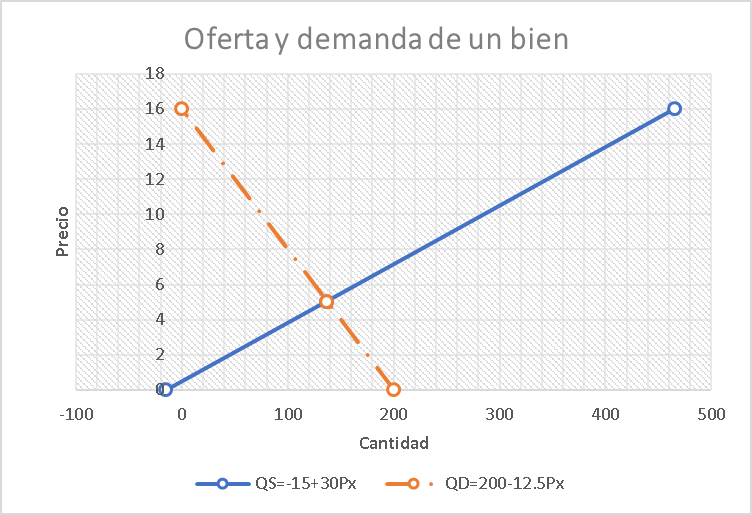 Oferta y demanda de un bien
18
16
14
12
10
8
6
4
2
0
Precio
-100 0 100 200 300 400 500
Cantidad
QS=-15+30Px QD=200-12.5Px